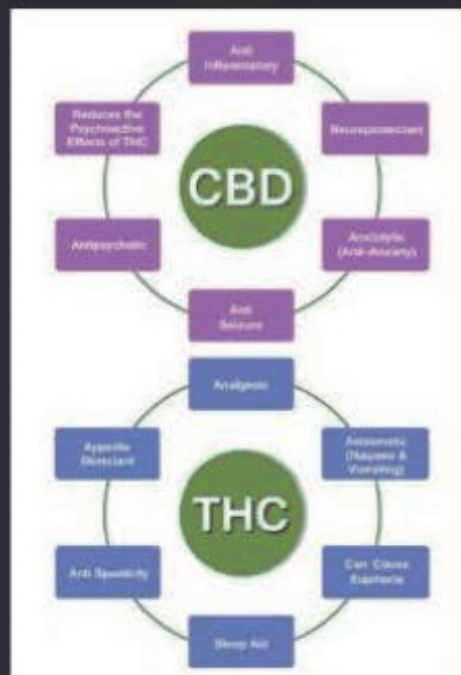 Anti
Inflammatory
Reduces the
Psychoactive
Effects of THC
Neuroprotectant
CBD
Antipsychotic
Anxiolytic
(Anti-Anxiety)
Anti
Seizure
Analgesic
Appetite
Stimulant
Antiemetic
(Nausea &
Vomiting)
THC
Anti Spasticity
Can Cause
Euphoria
Sleep Aid